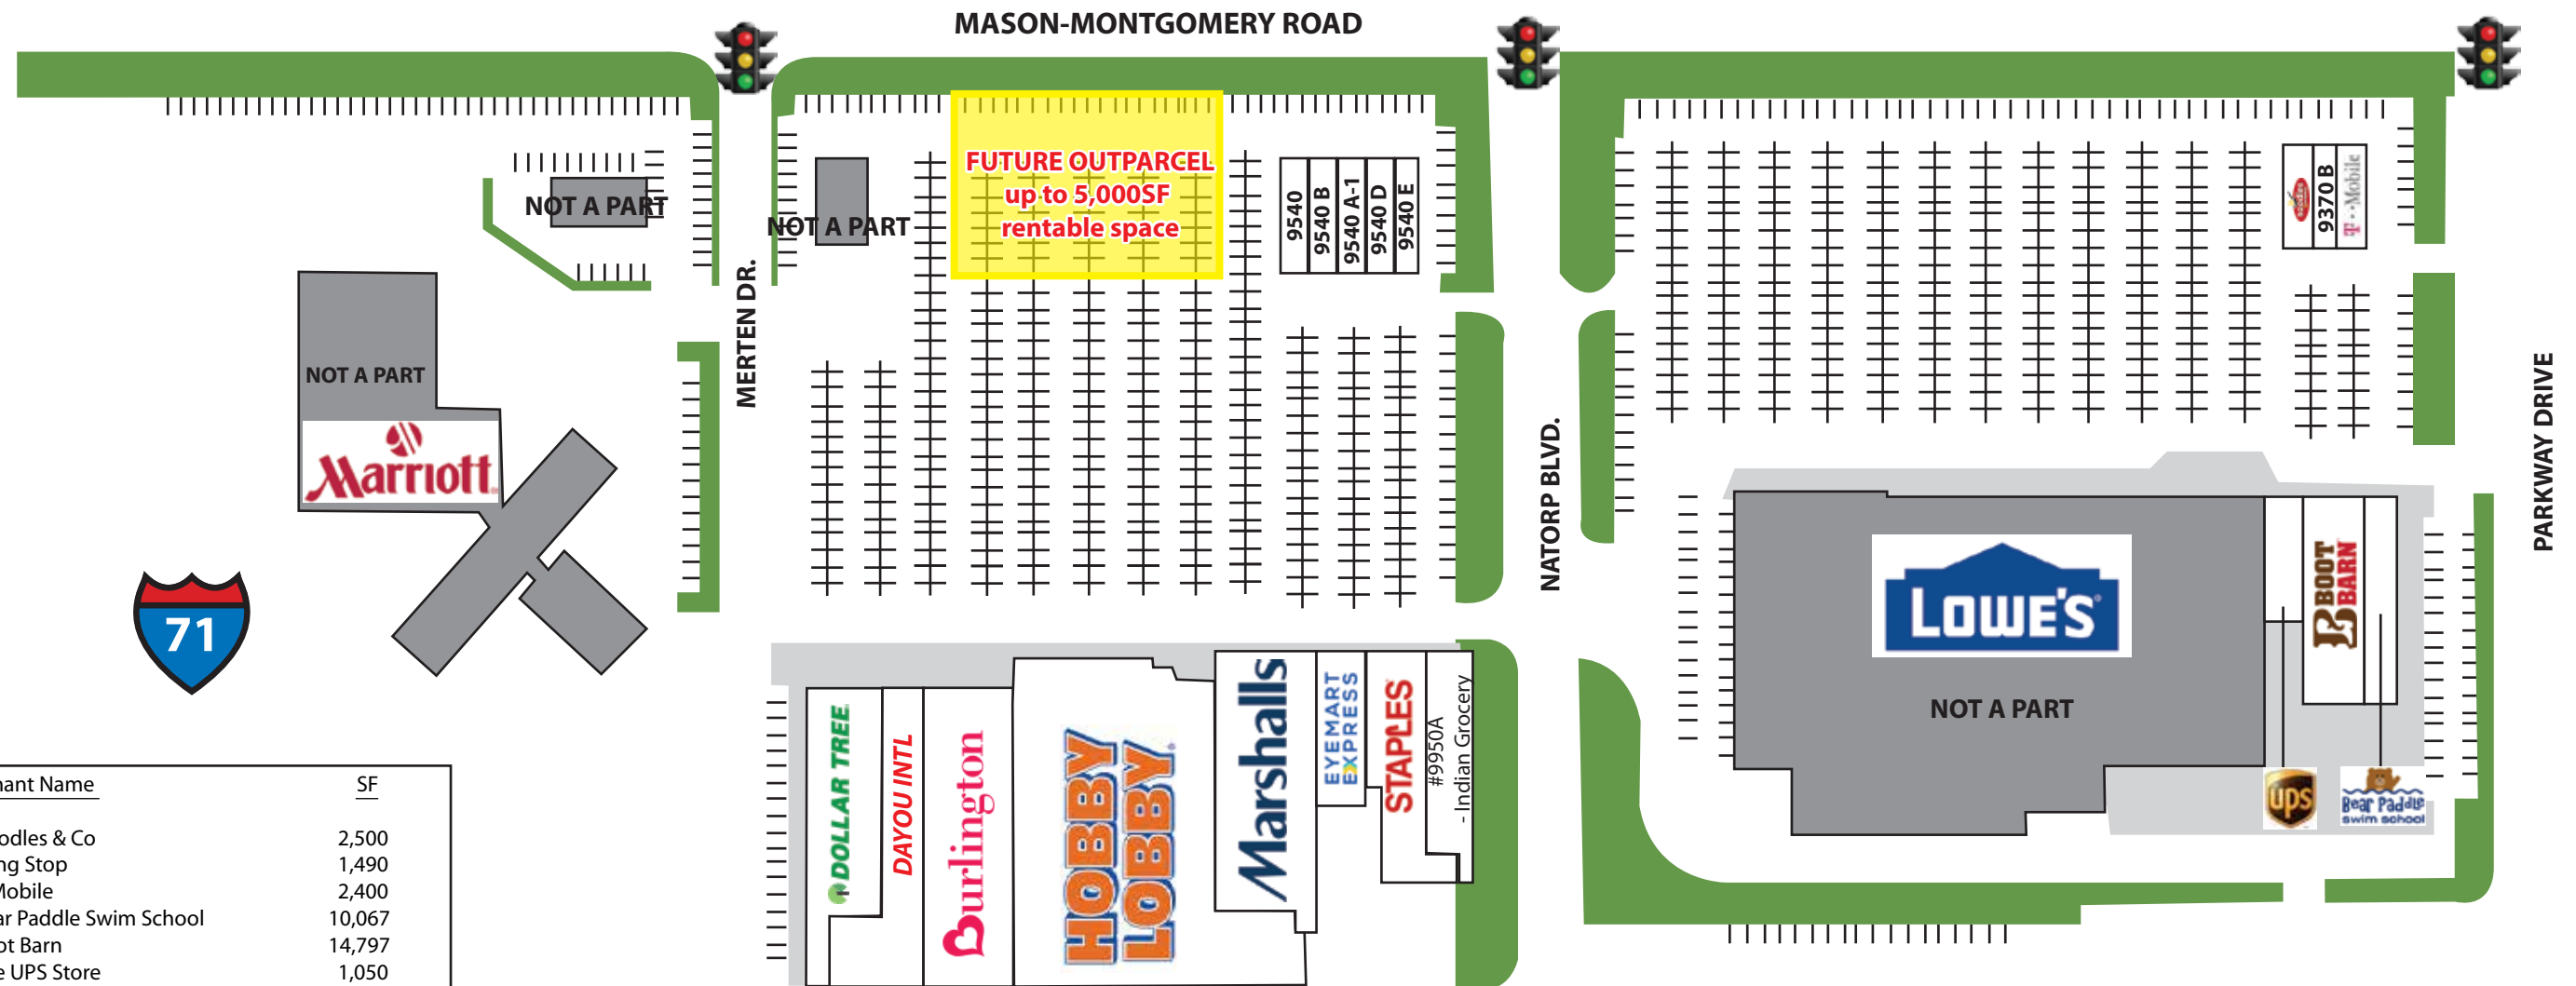 MASON-MONTGOMERY ROAD
FUTURE OUTPARCEL
up to 5,000SF
rentable space
NOT A PART
NOT A PART
9540
9540 B
9540 A-1
9540 D
9540 E
noodles
9370 B
T··Mobile
MERTEN DR.
NATORP BLVD.
PARKWAY DRIVE
NOT A PART
Marriott
71
LOWE'S
NOT A PART
BOOT
BARN
ups
Bear Paddle
swim school
DOLLAR TREE
DAYOU INTL
Burlington
HOBBY
LOBBY
Marshalls
EYEMART
EXPRESS
STAPLES
#9950A
- Indian Grocery
nant Name SF
odles & Co 2,500
ng Stop 1,490
Mobile 2,400
ar Paddle Swim School 10,067
ot Barn 14,797
e UPS Store 1,050